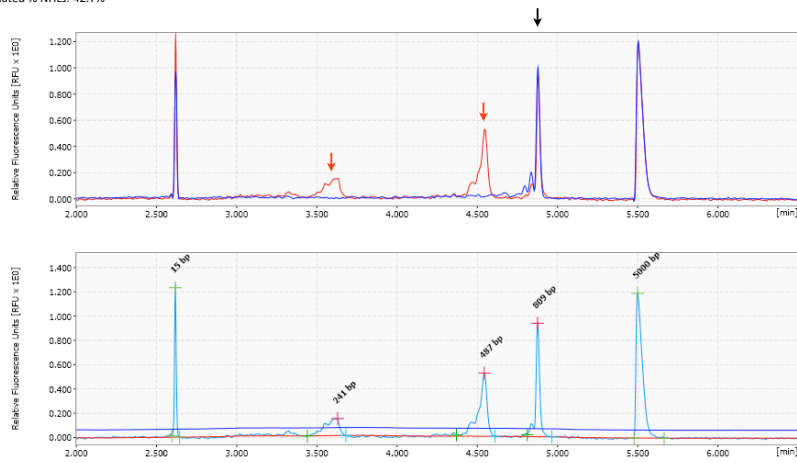 Relative Fluorescence Units [RFU x 1E0]
1.200
1.000
0.800
0.600
0.400
0.200
0.000
2.000 2.500 3.000 3.500 4.000 4.500 5.000 5.500 6.000 [min]
Relative Fluorescence Units [RFU x 1E0]
1.400
1.200
1.000
0.800
0.600
0.400
0.200
0.000
15 bp
241 bp
487 bp
809 bp
5000 bp
2.000 2.500 3.000 3.500 4.000 4.500 5.000 5.500 6.000 [min]